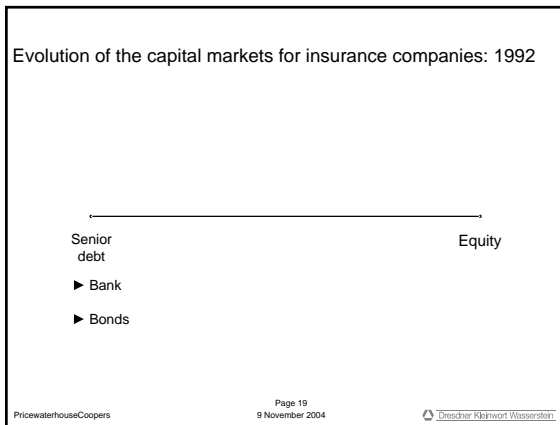 Evolution of the capital markets for insurance companies: 1992
Senior
debt
Equity
► Bank
► Bonds
PricewaterhouseCoopers
Page 19
9 November 2004
Dresdner Kleinwort Wasserstein